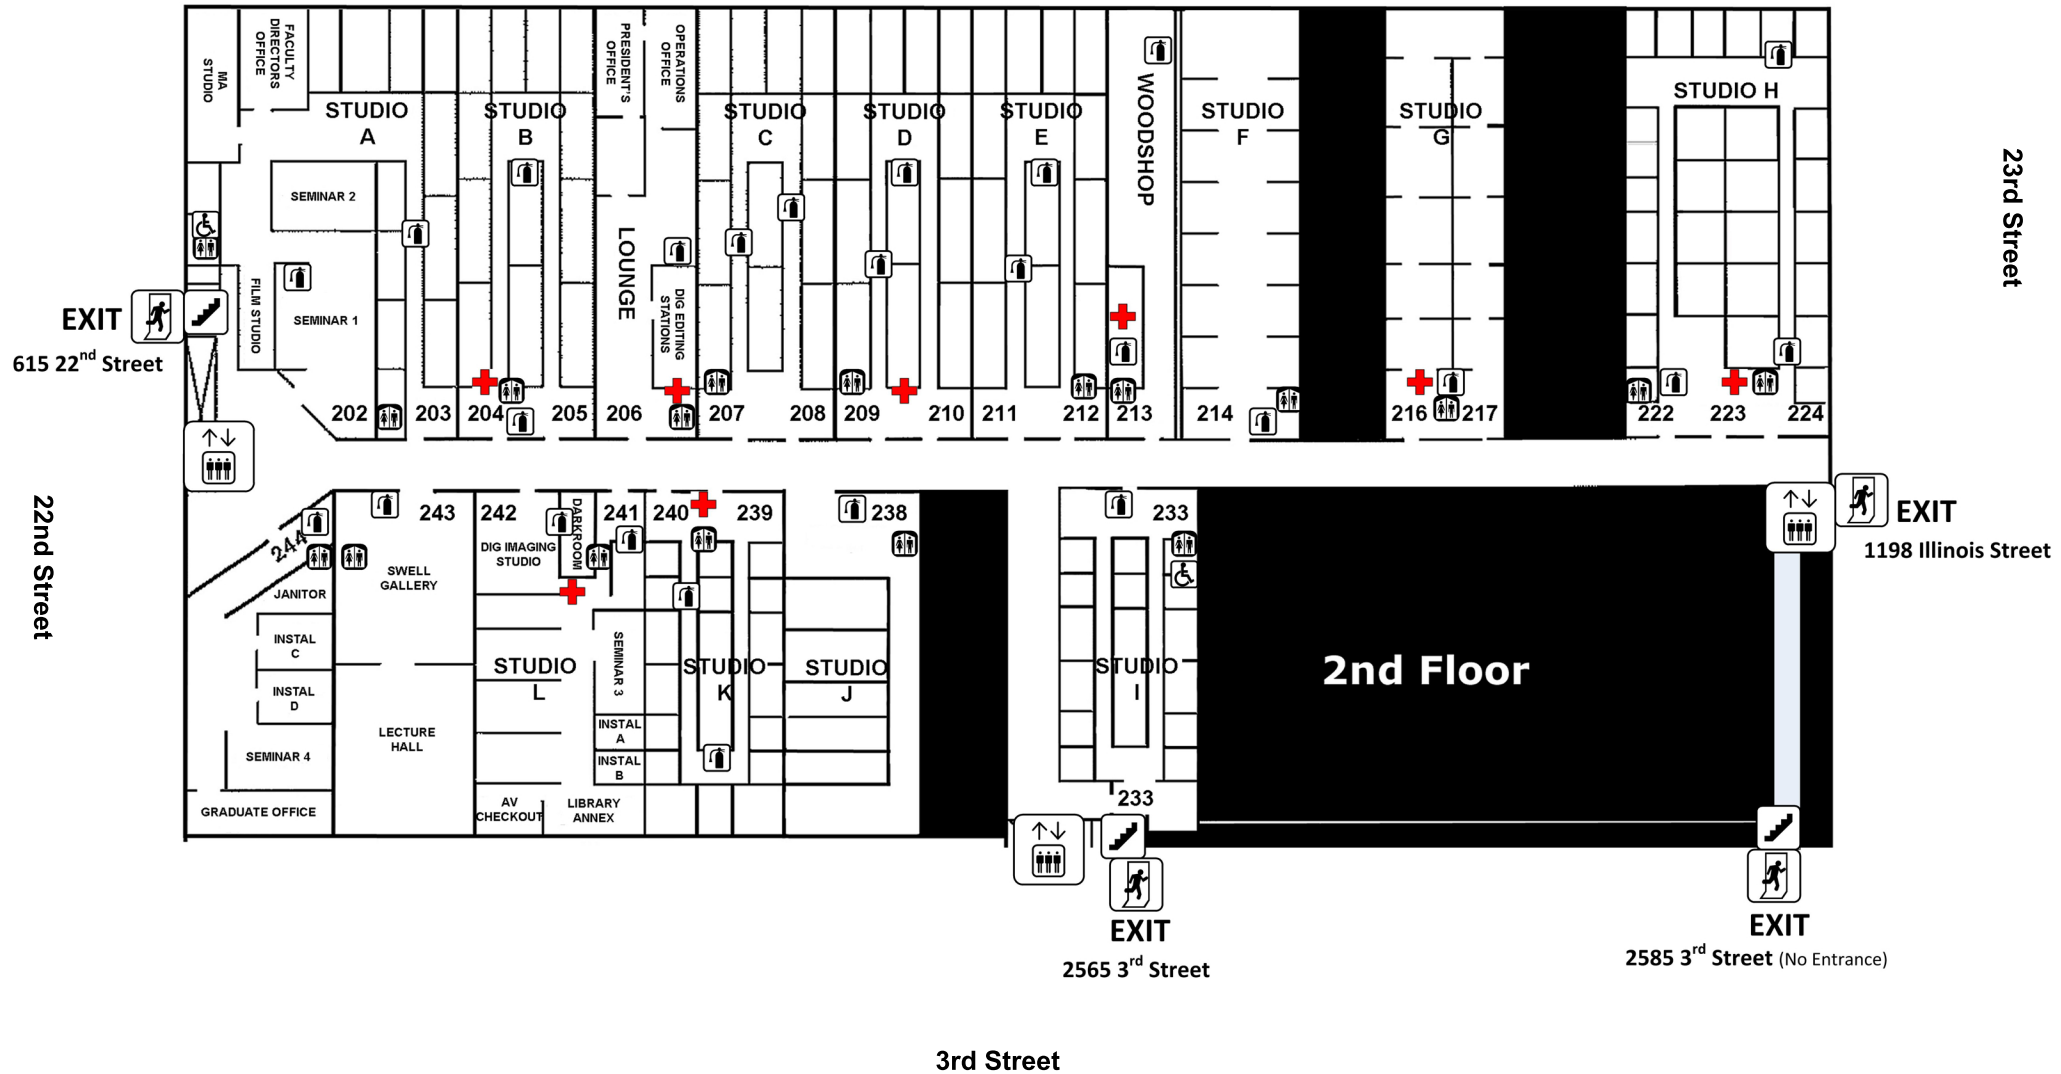 MA
STUDIO
FACULTY
DIRECTORS
OFFICE
PRESIDENT'S
OFFICE
OPERATIONS
OFFICE
STUDIO
A
STUDIO
B
STUDIO
C
STUDIO
D
STUDIO
E
WOODSHOP
STUDIO
F
STUDIO
G
STUDIO H
23rd Street
SEMINAR 2
LOUNGE
FILM STUDIO
SEMINAR 1
DIG EDITING
STATIONS
EXIT
615 22nd Street
202
203
204
205
206
207
208
209
210
211
212
213
214
216
217
222
223
224
22nd Street
244
243
242
DARKROOM
241
240
239
238
233
EXIT
1198 Illinois Street
DIG IMAGING
STUDIO
SWELL
GALLERY
JANITOR
INSTAL
C
INSTAL
D
SEMINAR 4
GRADUATE OFFICE
LECTURE
HALL
STUDIO
L
SEMINAR 3
INSTAL
A
INSTAL
B
AV
CHECKOUT
LIBRARY
ANNEX
STUDIO
K
STUDIO
J
STUDIO
I
233
2nd Floor
EXIT
2565 3rd Street
EXIT
2585 3rd Street (No Entrance)
3rd Street